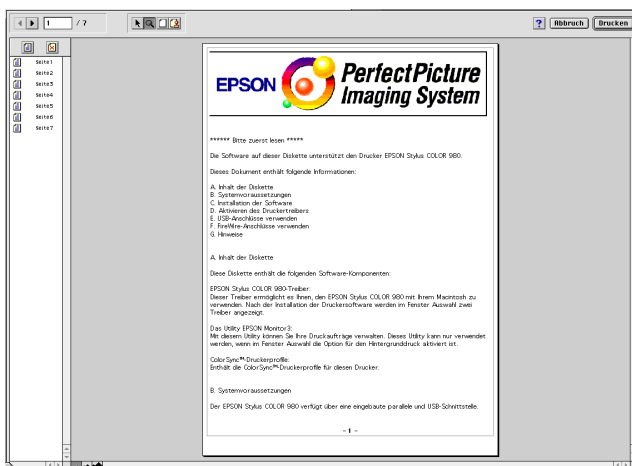 1 / 7
? Abbruch Drucken
Seite1
Seite2
Seite3
Seite4
Seite5
Seite6
Seite7
EPSON PerfectPicture
Imaging System
****** Bitte zuerst lesen *****
Die Software auf dieser Diskette unterstützt den Drucker EPSON Stylus COLOR 980.
Dieses Dokument enthält folgende Informationen:
A. Inhalt der Diskette
B. Systemvoraussetzungen
C. Installation der Software
D. Aktivieren des Druckertreibers
E. USB-Anschlüsse verwenden
F. FireWire-Anschlüsse verwenden
G. Hinweise
A. Inhalt der Diskette
Diese Diskette enthält die folgenden Software-Komponenten:
EPSON Stylus COLOR 980-Treiber:
Dieser Treiber ermöglicht es Ihnen, den EPSON Stylus COLOR 980 mit Ihrem Macintosh zu
verwenden. Nach der Installation der Druckersoftware werden im Fenster Auswahl zwei
Treiber angezeigt.
Das Utility EPSON Monitor3:
Mit diesem Utility können Sie Ihre Druckaufträge verwalten. Dieses Utility kann nur verwendet
werden, wenn im Fenster Auswahl die Option für den Hintergrunddruck aktiviert ist.
ColorSync™-Druckerprofile:
Enthält die ColorSync™-Druckerprofile für diesen Drucker.
B. Systemvoraussetzungen
Der EPSON Stylus COLOR 980 verfügt über eine eingebaute parallele und USB-Schnittstelle.
- 1 -